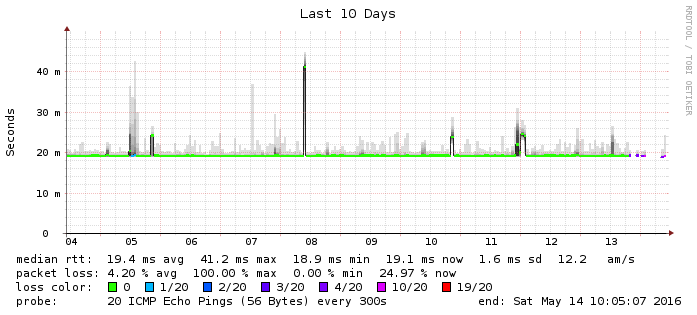 Last 10 Days
RRDTOOL / TOBI OETIKER
Seconds
40 m
30 m
20 m
10 m
0
04 05 06 07 08 09 10 11 12 13
median rtt: 19.4 ms avg 41.2 ms max 18.9 ms min 19.1 ms now 1.6 ms sd 12.2 am/s
packet loss: 4.20 % avg 100.00 % max 0.00 % min 24.97 % now
loss color: 0 1/20 2/20 3/20 4/20 10/20 19/20
probe: 20 ICMP Echo Pings (56 Bytes) every 300s end: Sat May 14 10:05:07 2016